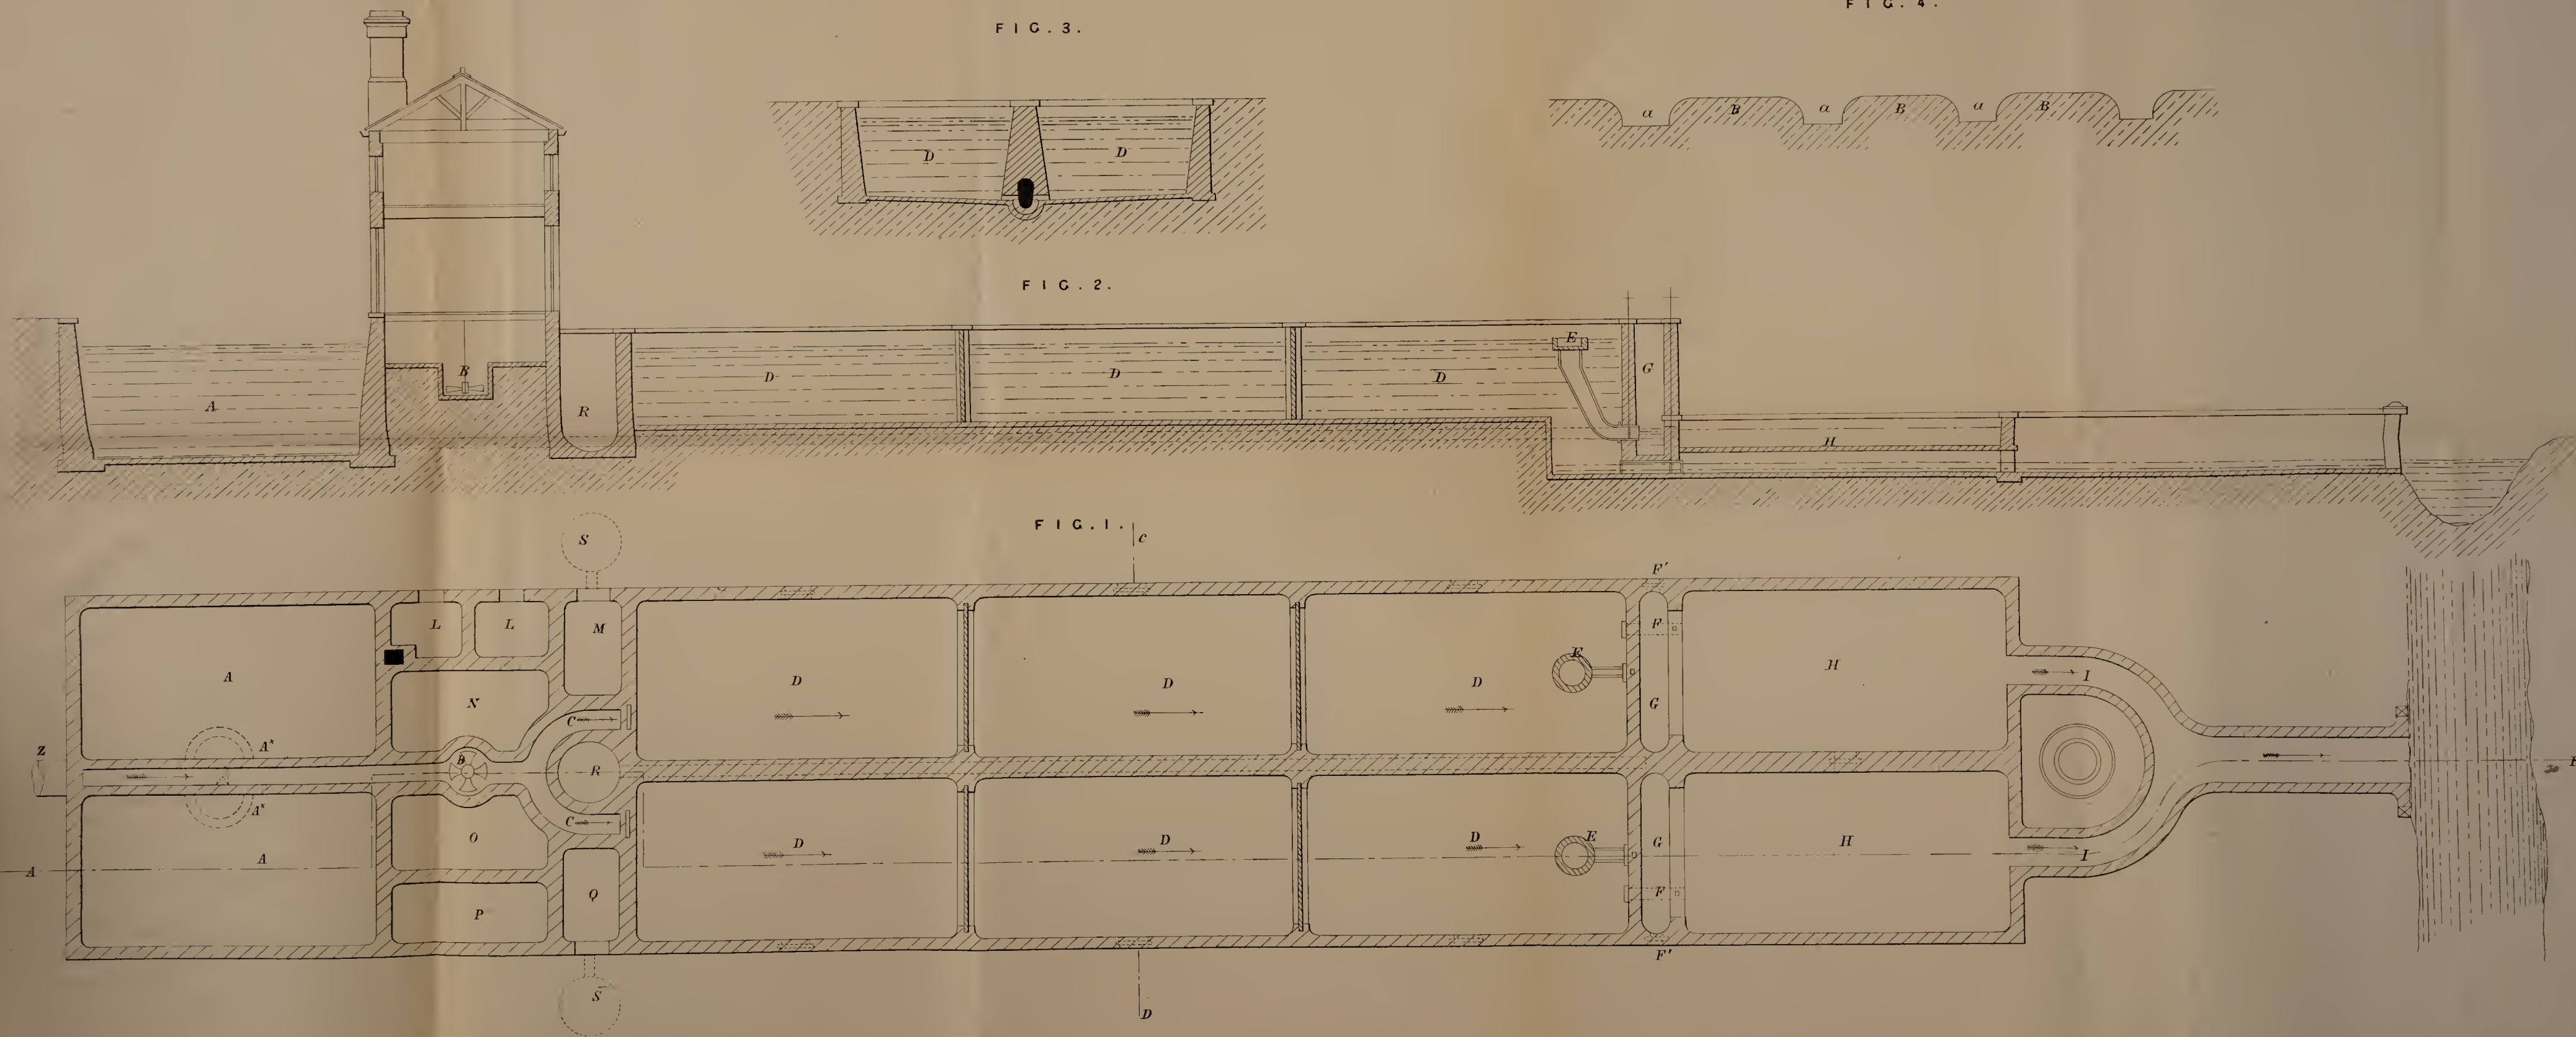 FIG. 4.
FIG. 3.
a B a B a B
D D
FIG. 2.
E
G
B
D D D
A
R
H
FIG. 1.
C
S
F'
L L M F
A D D D E H I
N
G
C
Z
A*
B
R
A*
C
O D D D E G H I
A
A
F
Q
P
F'
S
D